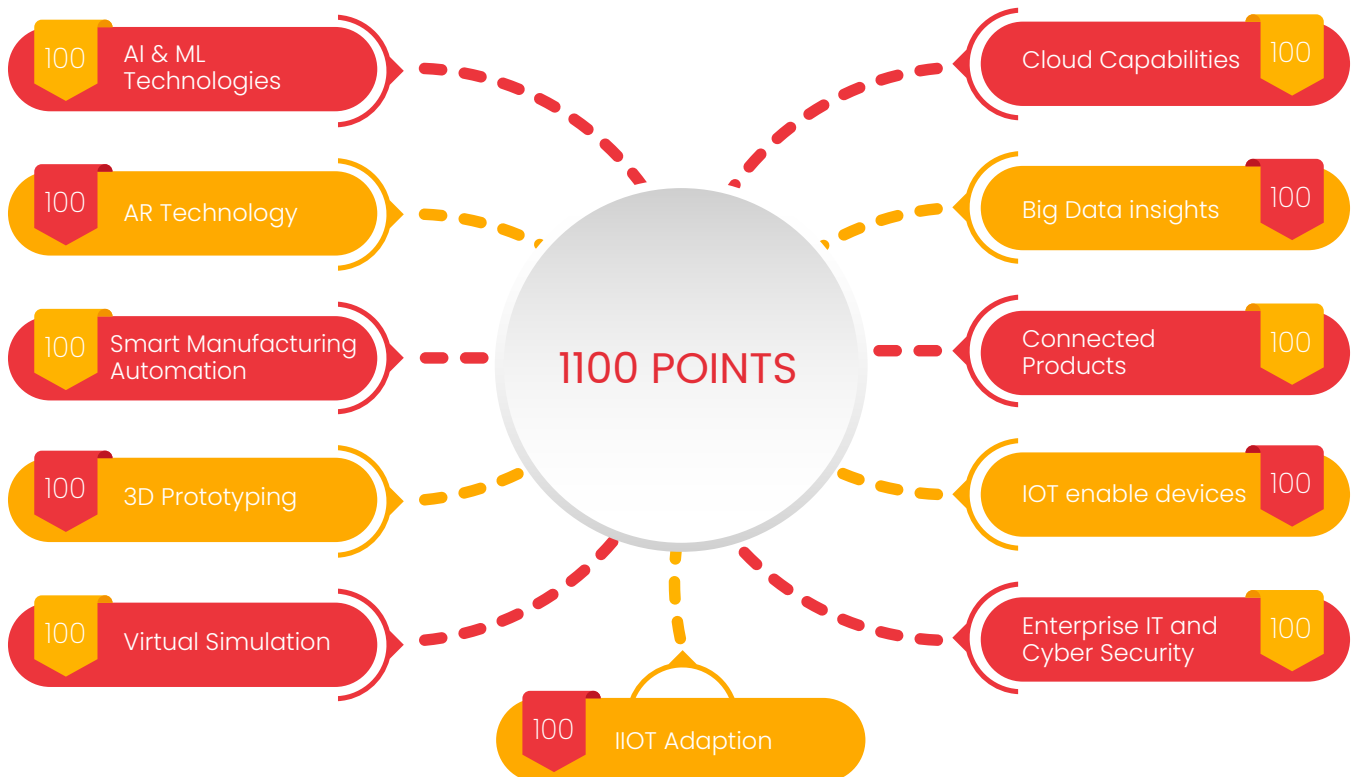 100
AI & ML
Technologies
100
AR Technology
100
Smart Manufacturing
Automation
100
3D Prototyping
100
Virtual Simulation
1100 POINTS
Cloud Capabilities
100
Big Data insights
100
Connected
Products
100
IOT enable devices
100
Enterprise IT and
Cyber Security
100
100
IIOT Adaption